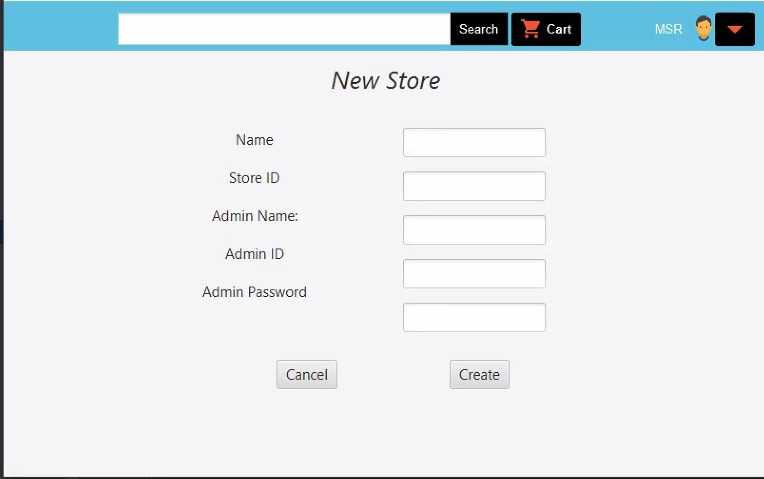 Search Cart MSR
New Store
Name
Store ID
Admin Name:
Admin ID
Admin Password
Cancel Create